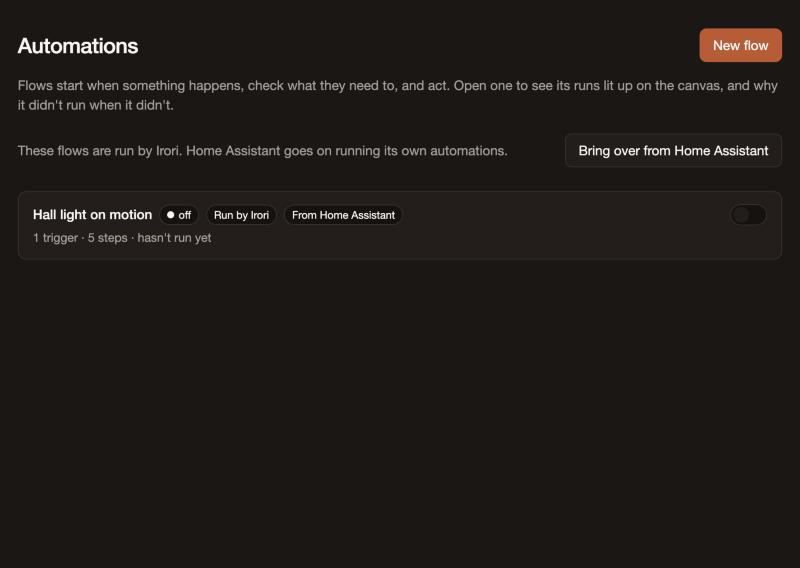 Automations
New flow
Flows start when something happens, check what they need to, and act. Open one to see its runs lit up on the canvas, and why
it didn't run when it didn't.
These flows are run by Irori. Home Assistant goes on running its own automations.
Bring over from Home Assistant
Hall light on motion off Run by Irori From Home Assistant
1 trigger · 5 steps · hasn't run yet